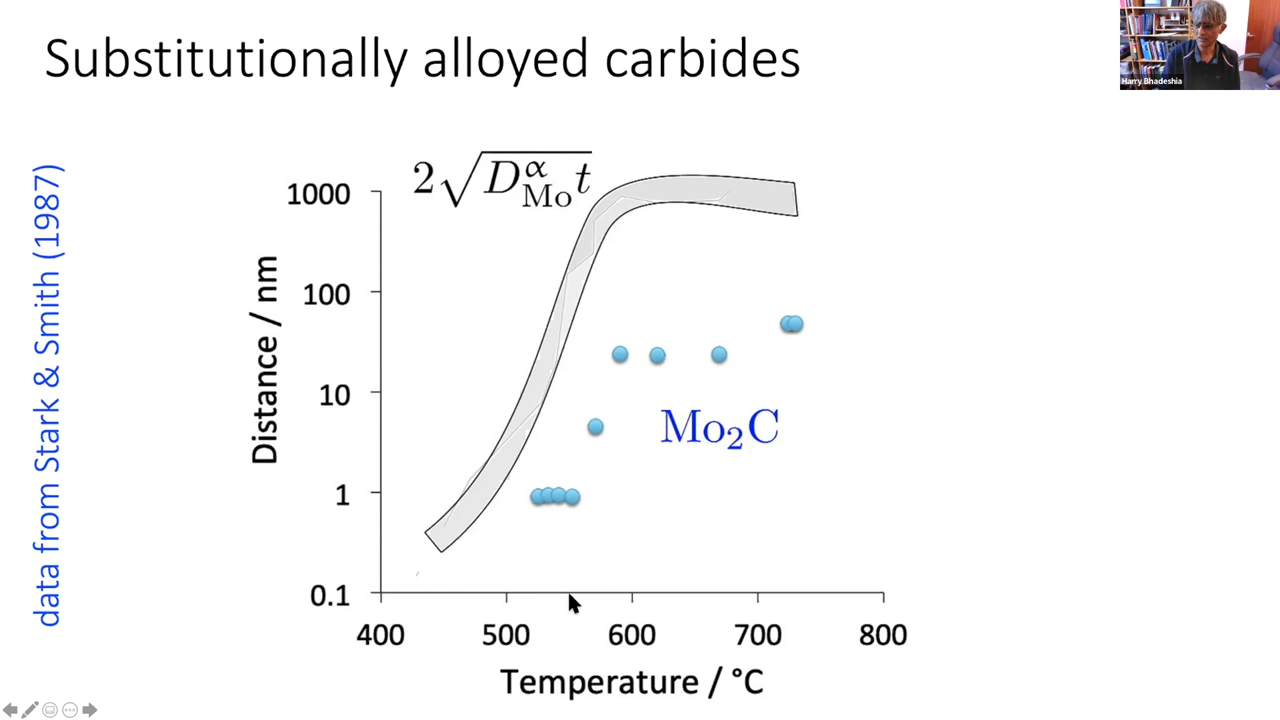 Substitutionally alloyed carbides
Harry Bhadeshia
data from Stark & Smith (1987)
2√D^α_Mo t
Distance / nm
1000
100
10
1
0.1
Mo₂C
400 500 600 700 800
Temperature / °C